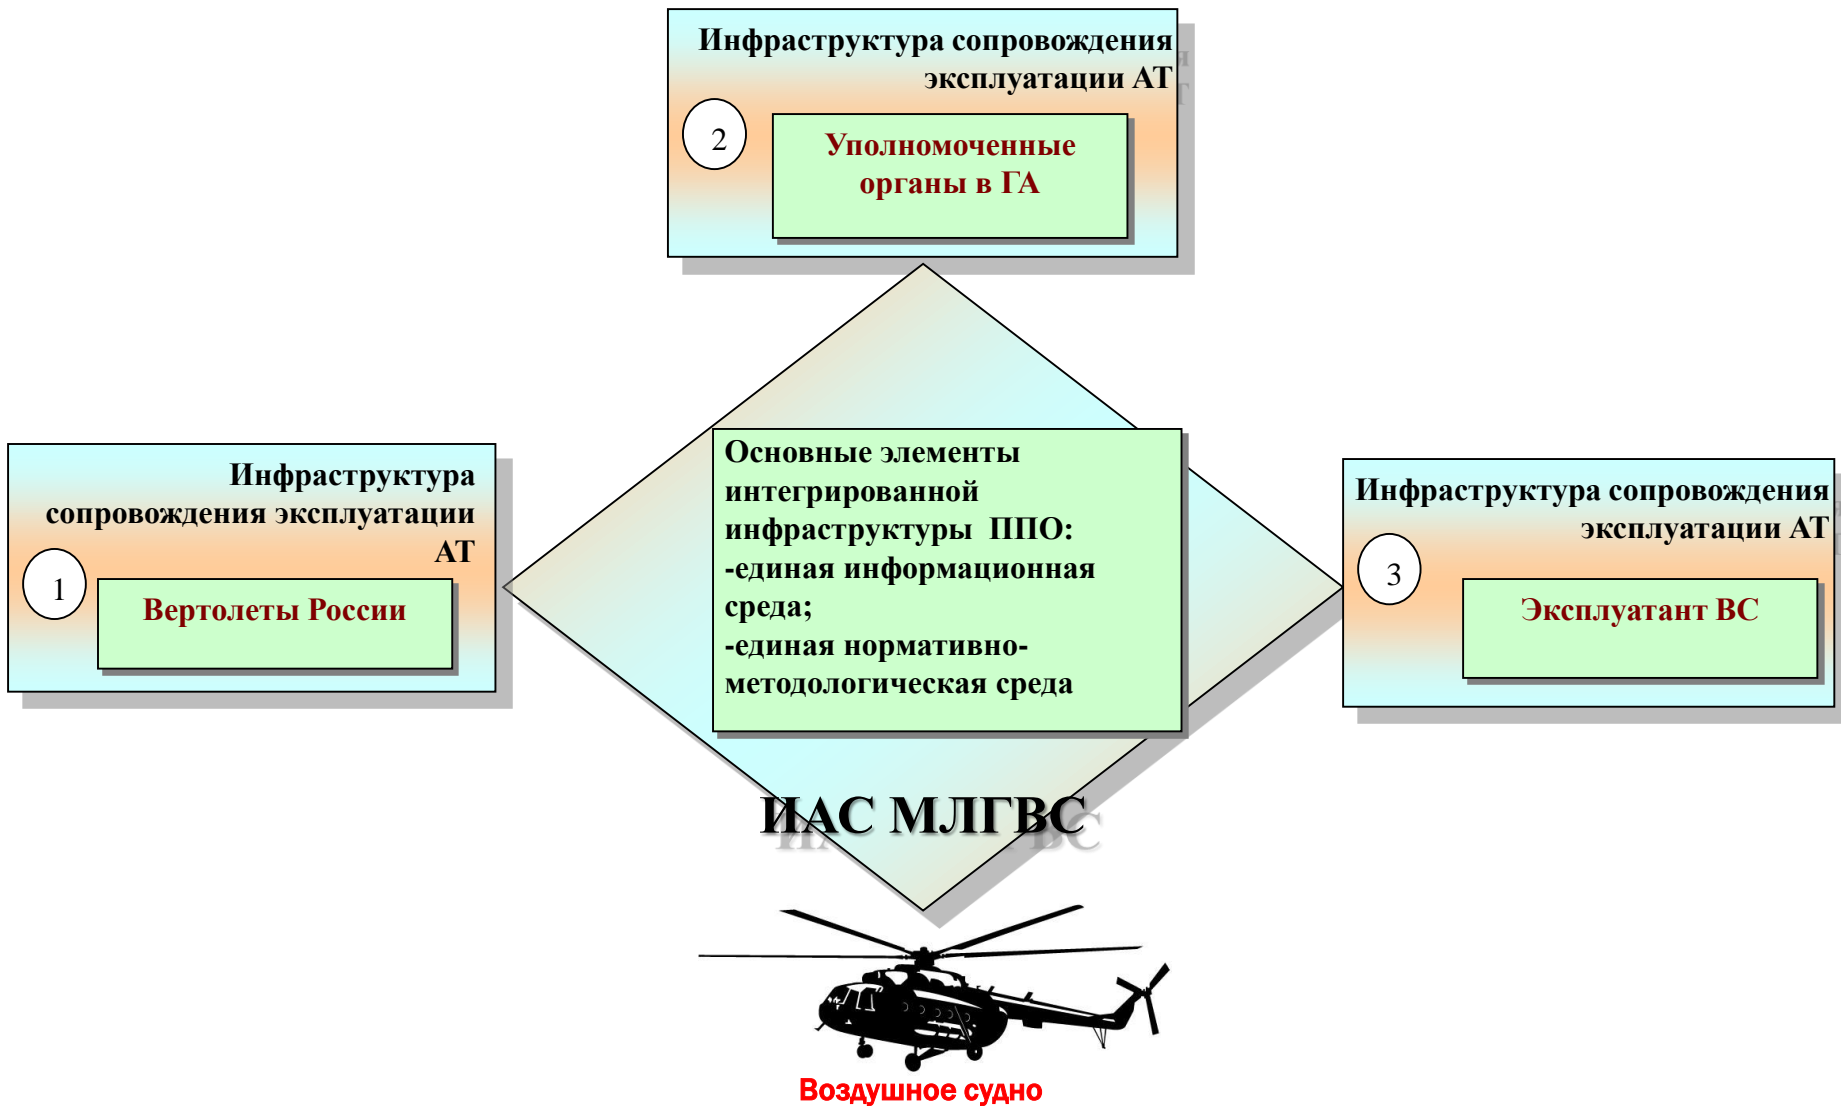 Инфраструктура сопровождения
эксплуатации АТ
2
Уполномоченные
органы в ГА
Инфраструктура
сопровождения эксплуатации
АТ
1
Вертолеты России
Основные элементы
интегрированной
инфраструктуры ППО:
-единая информационная
среда;
-единая нормативно-
методологическая среда
Инфраструктура сопровождения
эксплуатации АТ
3
Эксплуатант ВС
ИАС МЛГВС
Воздушное судно